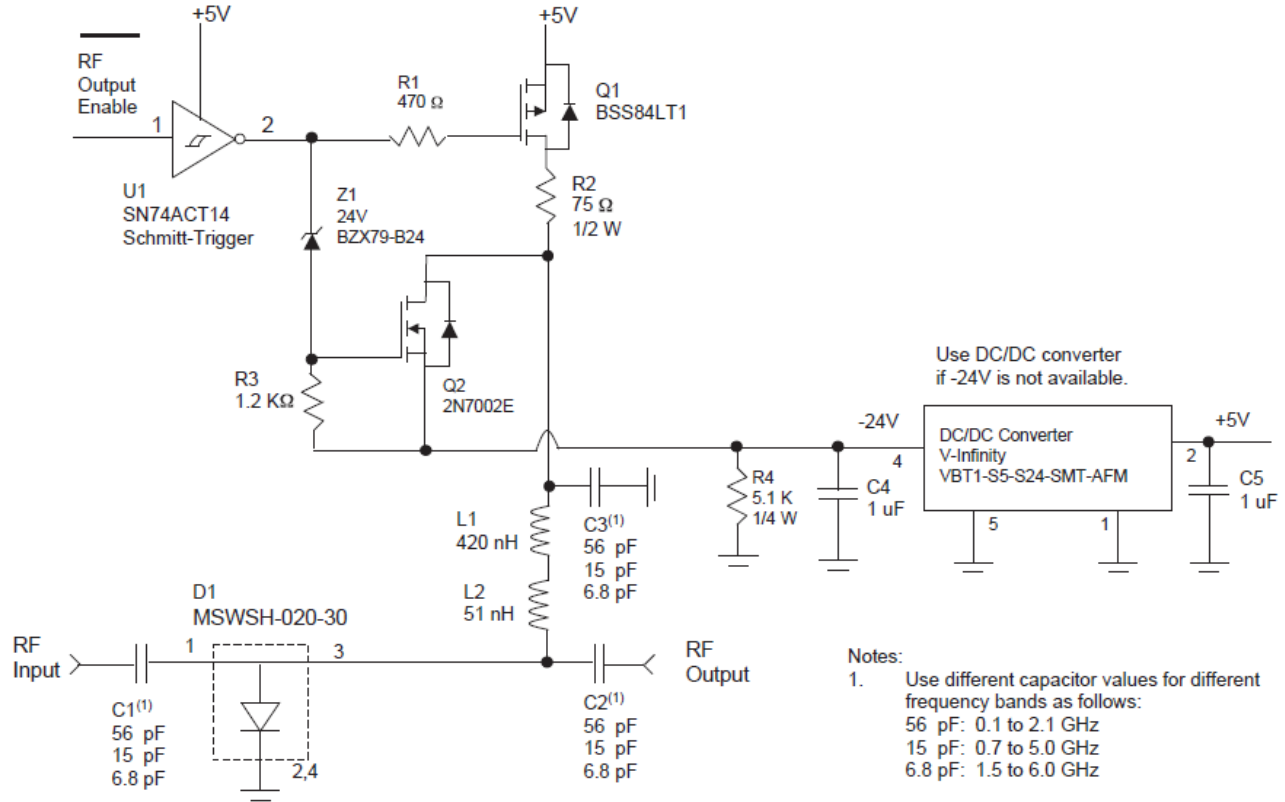 +5V
+5V
RF
Output
Enable
1
2
U1
SN74ACT14
Schmitt-Trigger
R1
470 Ω
Q1
BSS84LT1
R2
75 Ω
1/2 W
Z1
24V
BZX79-B24
R3
1.2 KΩ
Q2
2N7002E
Use DC/DC converter
if -24V is not available.
-24V
4
DC/DC Converter
V-Infinity
VBT1-S5-S24-SMT-AFM
5
1
2
+5V
R4
5.1 K
1/4 W
C4
1 uF
C5
1 uF
L1
420 nH
C3(1)
56 pF
15 pF
6.8 pF
L2
51 nH
D1
MSWSH-020-30
RF
Input
1
3
2,4
C1(1)
56 pF
15 pF
6.8 pF
C2(1)
56 pF
15 pF
6.8 pF
RF
Output
Notes:
1. Use different capacitor values for different
frequency bands as follows:
56 pF: 0.1 to 2.1 GHz
15 pF: 0.7 to 5.0 GHz
6.8 pF: 1.5 to 6.0 GHz